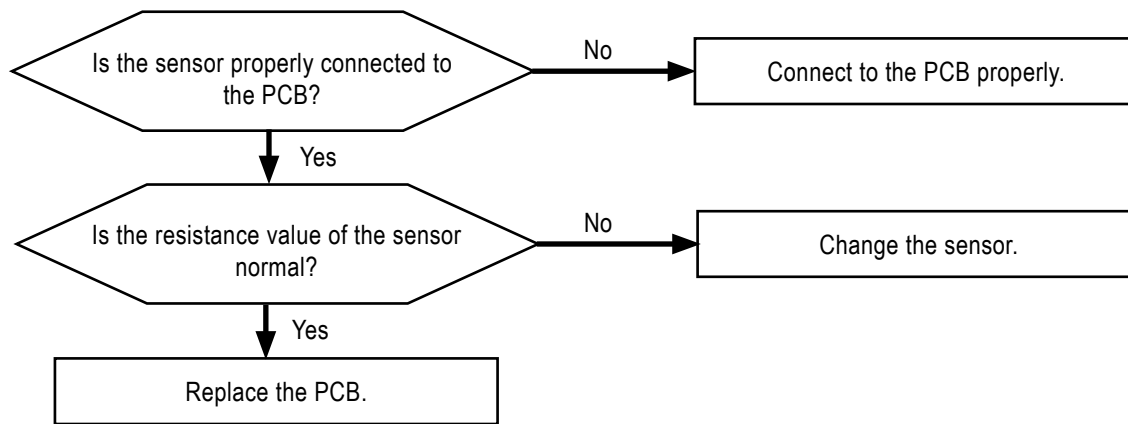 Is the sensor properly connected to
the PCB?
No
Connect to the PCB properly.
Yes
Is the resistance value of the sensor
normal?
No
Change the sensor.
Yes
Replace the PCB.